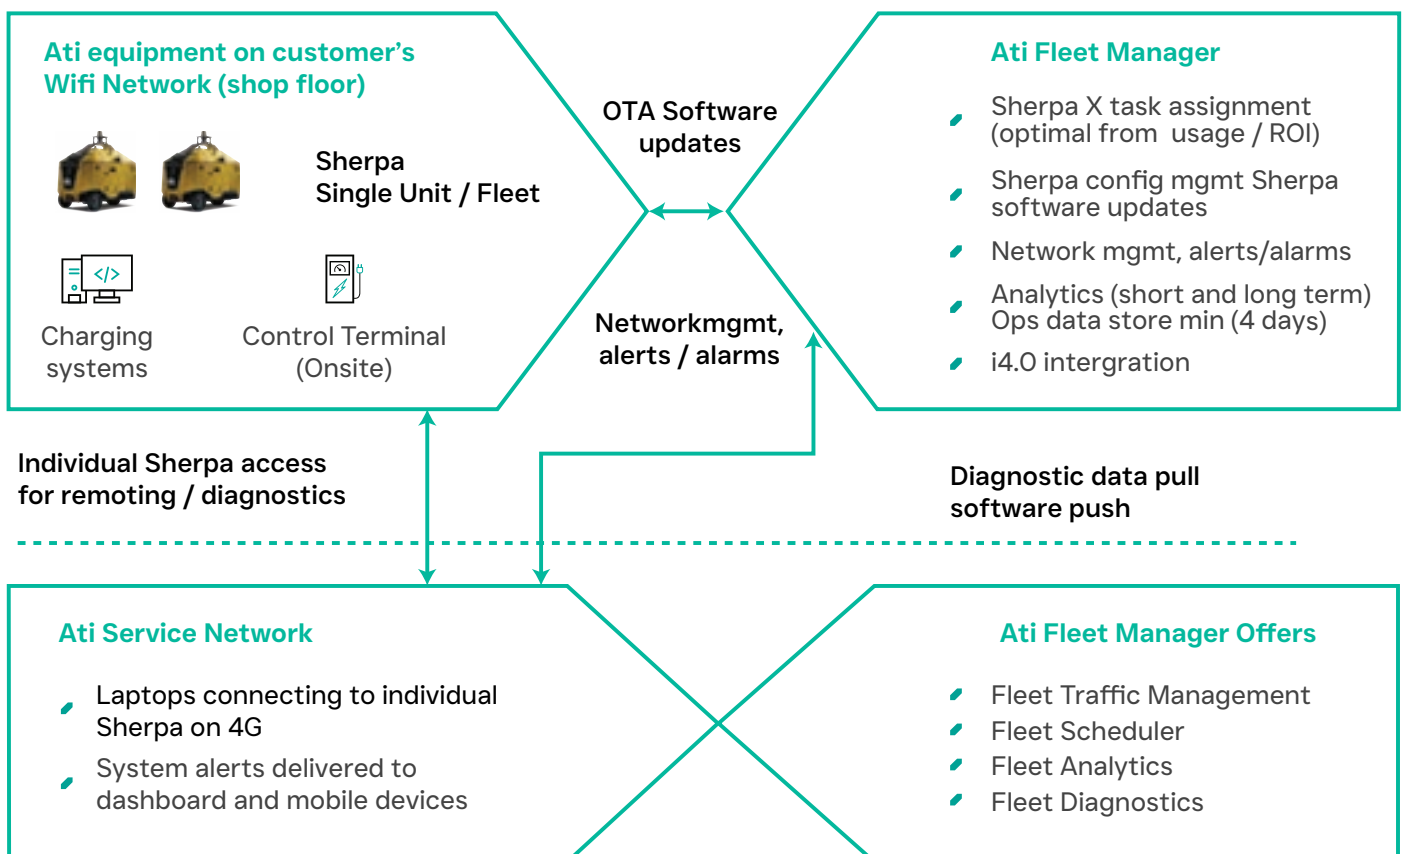 Ati equipment on customer's
Wifi Network (shop floor)
Sherpa
Single Unit / Fleet
</>
Charging
systems
Control Terminal
(Onsite)
OTA Software
updates
Networkmgmt,
alerts / alarms
Ati Fleet Manager
Sherpa X task assignment
(optimal from usage / ROI)
Sherpa config mgmt Sherpa
software updates
Network mgmt, alerts/alarms
Analytics (short and long term)
Ops data store min (4 days)
i4.0 intergration
Individual Sherpa access
for remoting / diagnostics
Diagnostic data pull
software push
Ati Service Network
Laptops connecting to individual
Sherpa on 4G
System alerts delivered to
dashboard and mobile devices
Ati Fleet Manager Offers
Fleet Traffic Management
Fleet Scheduler
Fleet Analytics
Fleet Diagnostics